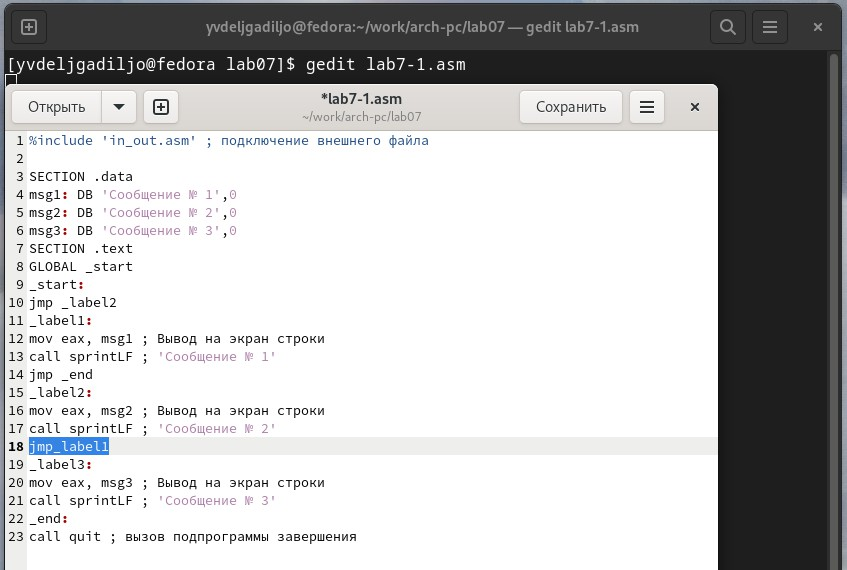 yvdeljgadiljo@fedora:~/work/arch-pc/lab07 — gedit lab7-1.asm
[yvdeljgadiljo@fedora lab07]$ gedit lab7-1.asm
Открыть
*lab7-1.asm
~/work/arch-pc/lab07
Сохранить
1 %include 'in_out.asm' ; подключение внешнего файла
2
3 SECTION .data
4 msg1: DB 'Сообщение № 1',0
5 msg2: DB 'Сообщение № 2',0
6 msg3: DB 'Сообщение № 3',0
7 SECTION .text
8 GLOBAL _start
9 _start:
10 jmp _label2
11 _label1:
12 mov eax, msg1 ; Вывод на экран строки
13 call sprintLF ; 'Сообщение № 1'
14 jmp _end
15 _label2:
16 mov eax, msg2 ; Вывод на экран строки
17 call sprintLF ; 'Сообщение № 2'
18 jmp_label1
19 _label3:
20 mov eax, msg3 ; Вывод на экран строки
21 call sprintLF ; 'Сообщение № 3'
22 _end:
23 call quit ; вызов подпрограммы завершения